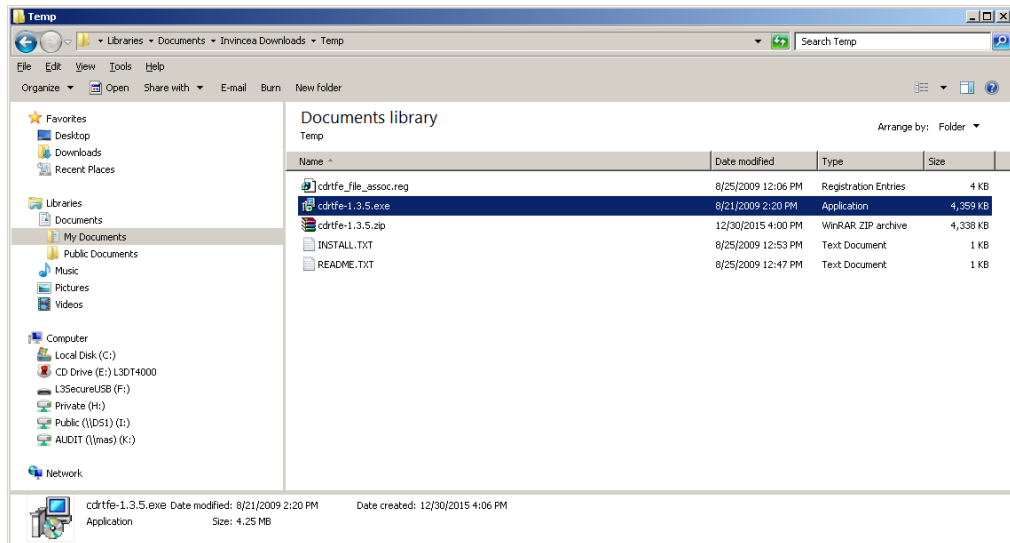 Temp
Libraries Documents Invincea Downloads Temp
Search Temp
File Edit View Tools Help
Organize Open Share with E-mail Burn New folder
Favorites
Desktop
Downloads
Recent Places
Libraries
Documents
My Documents
Public Documents
Music
Pictures
Videos
Computer
Local Disk (C:)
CD Drive (E:) L3DT4000
L3SecureUSB (F:)
Private (H:)
Public (\\DS1) (I:)
AUDIT (\\mas) (K:)
Network
Documents library
Temp
Arrange by: Folder
Name Date modified Type Size
cdrtfe_file_assoc.reg 8/25/2009 12:06 PM Registration Entries 4 KB
cdrtfe-1.3.5.exe 8/21/2009 2:20 PM Application 4,359 KB
cdrtfe-1.3.5.zip 12/30/2015 4:00 PM WinRAR ZIP archive 4,338 KB
INSTALL.TXT 8/25/2009 12:53 PM Text Document 1 KB
README.TXT 8/25/2009 12:47 PM Text Document 1 KB
cdrtfe-1.3.5.exe Date modified: 8/21/2009 2:20 PM Date created: 12/30/2015 4:06 PM
Application Size: 4.25 MB